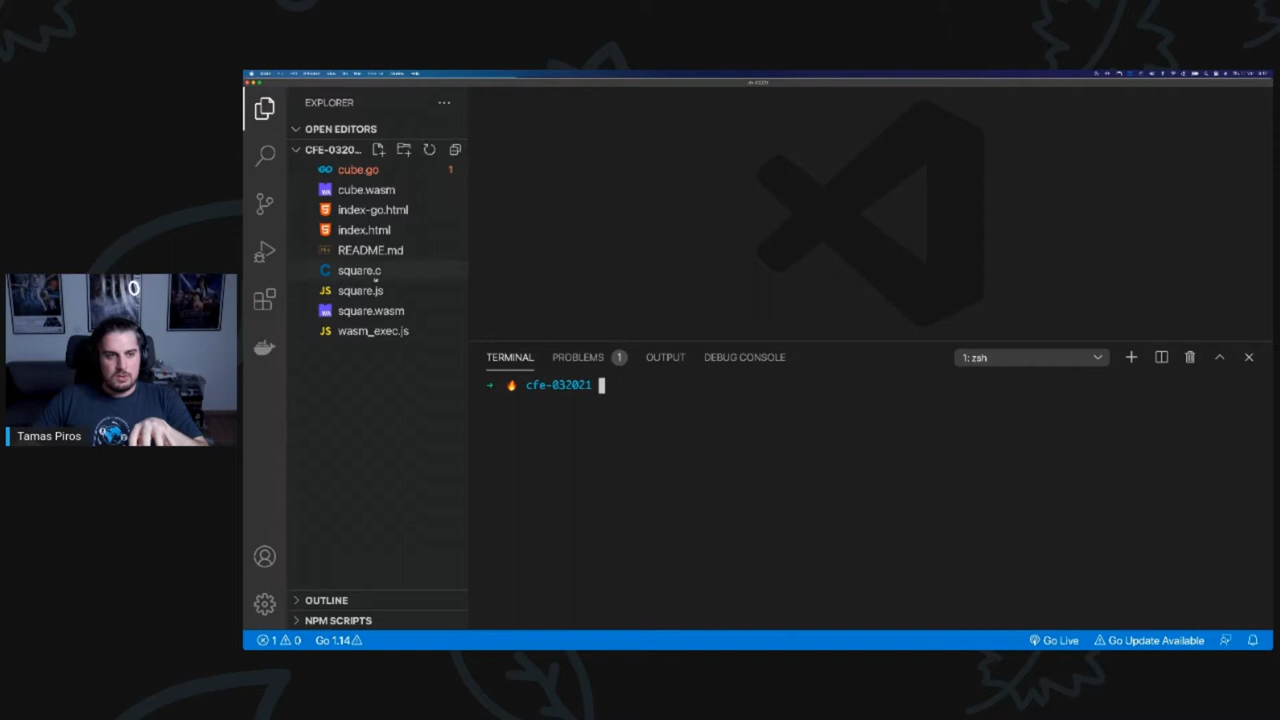 EXPLORER
OPEN EDITORS
CFE-0320...
cube.go 1
cube.wasm
index-go.html
index.html
README.md
square.c
square.js
square.wasm
wasm_exec.js
TERMINAL PROBLEMS 1 OUTPUT DEBUG CONSOLE 1: zsh
cfe-032021
Tamas Piros
OUTLINE
NPM SCRIPTS
1 0 Go 1.14 Go Live Go Update Available